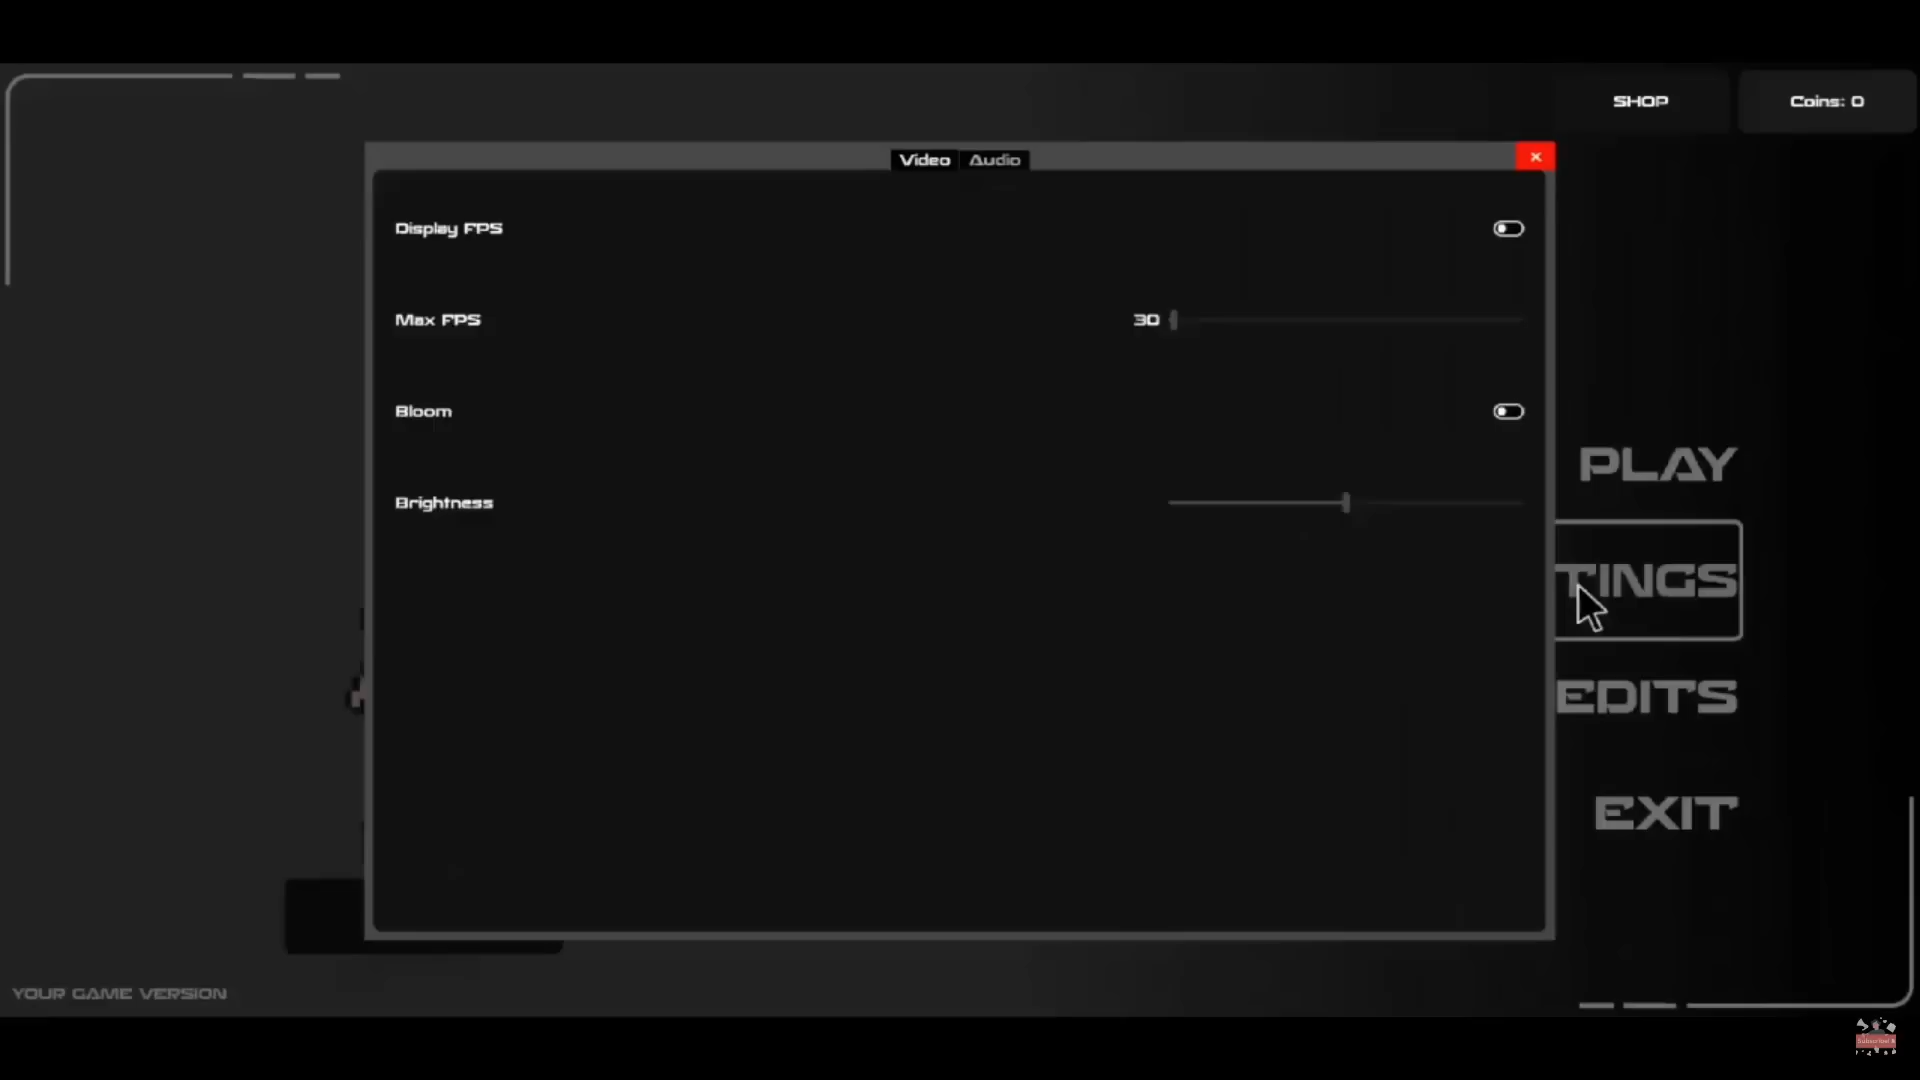 SHOP
Coins: 0
Video Audio
Display FPS
Max FPS 30
Bloom
Brightness
PLAY
TINGS
EDITS
EXIT
YOUR GAME VERSION